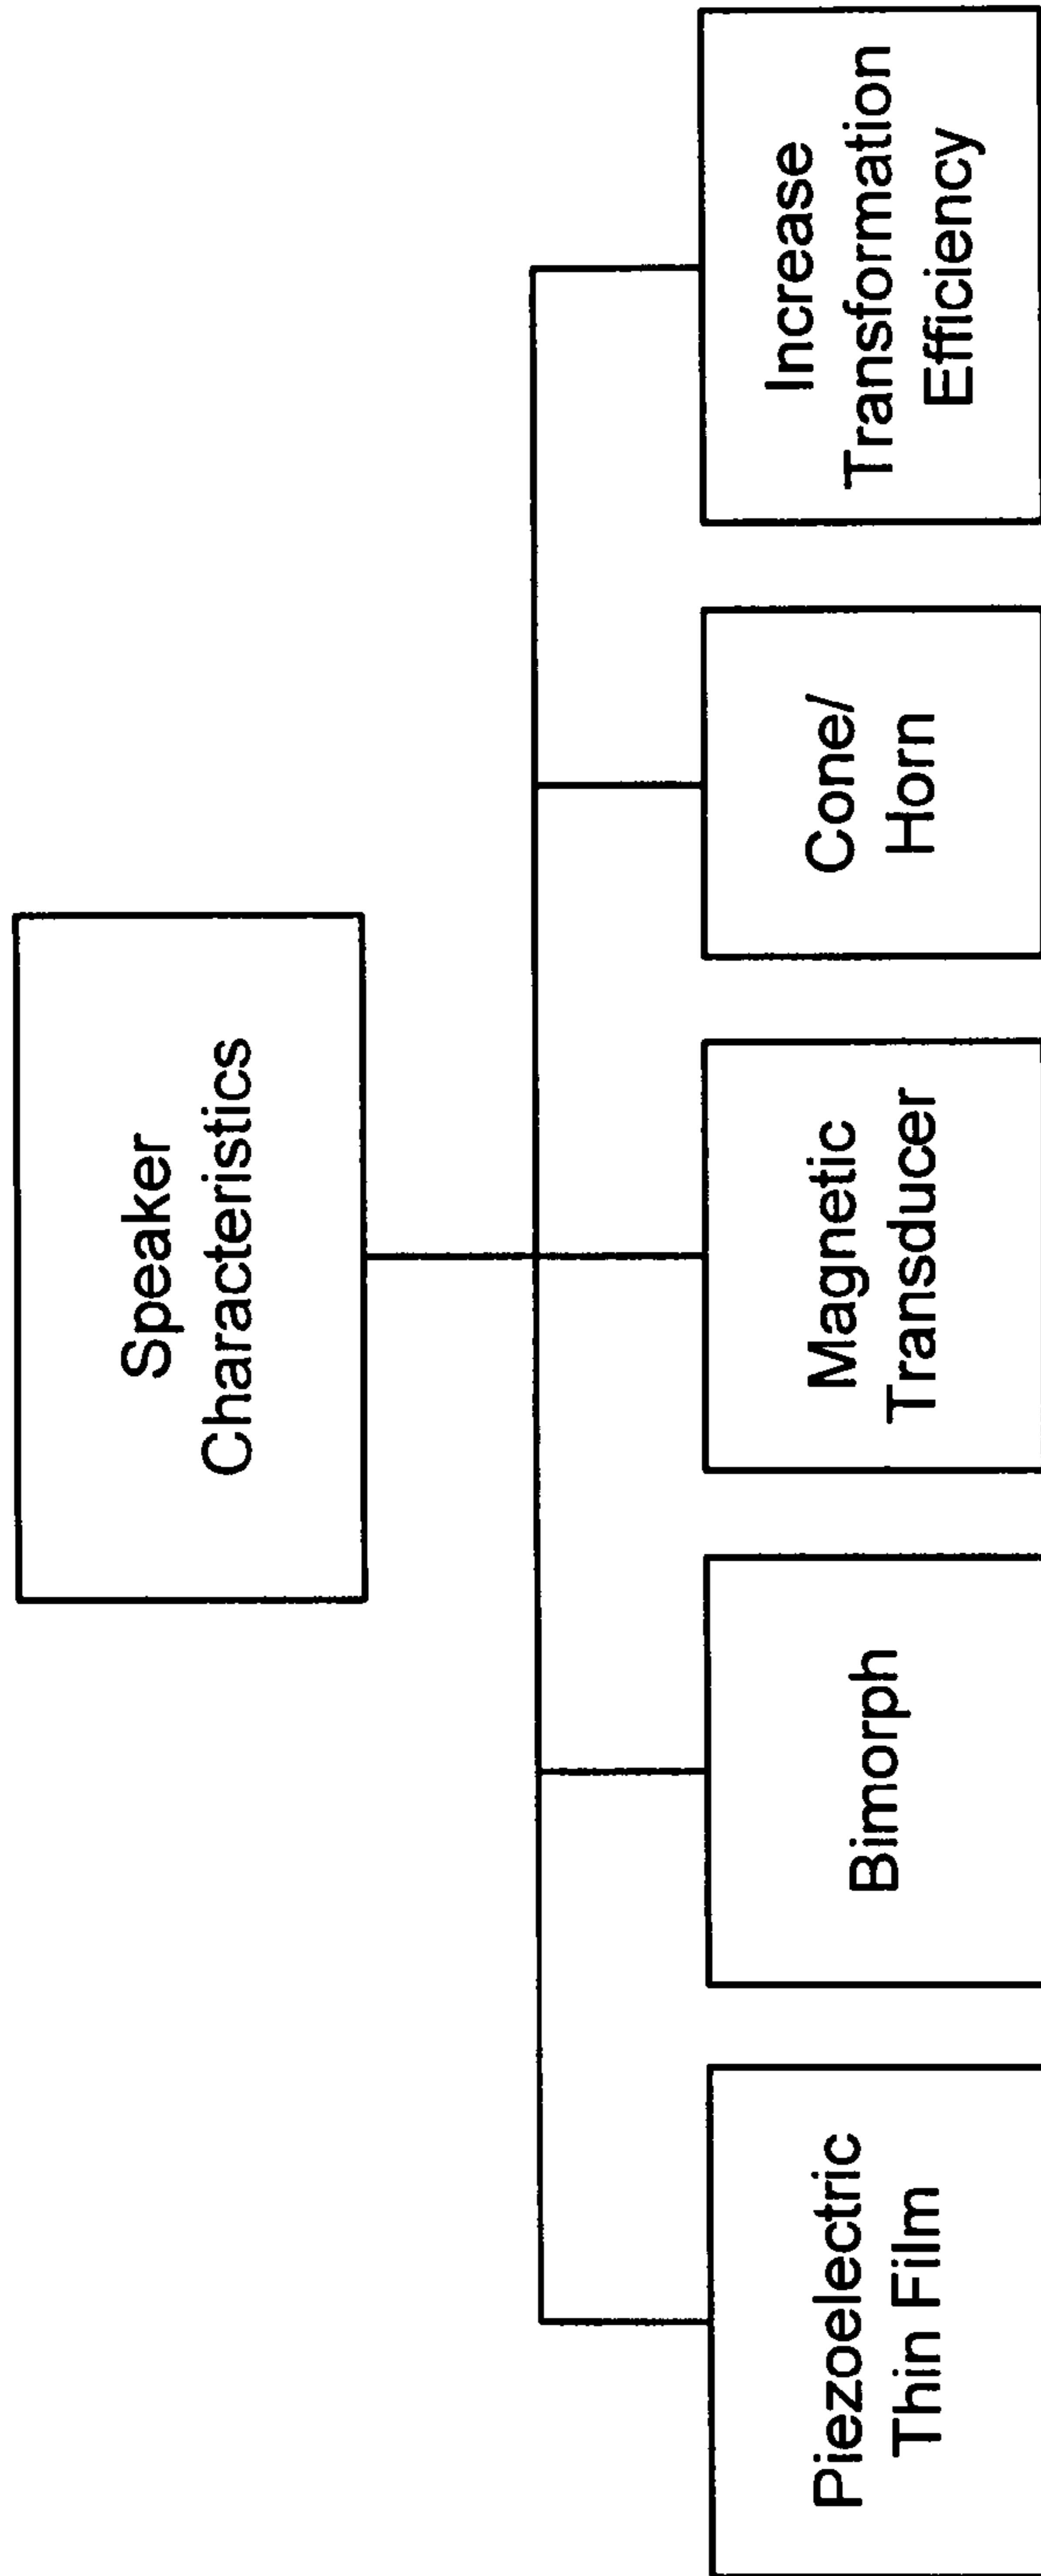 Speaker
Characteristics
Piezoelectric
Thin Film
Bimorph
Magnetic
Transducer
Cone/
Horn
Increase
Transformation
Efficiency